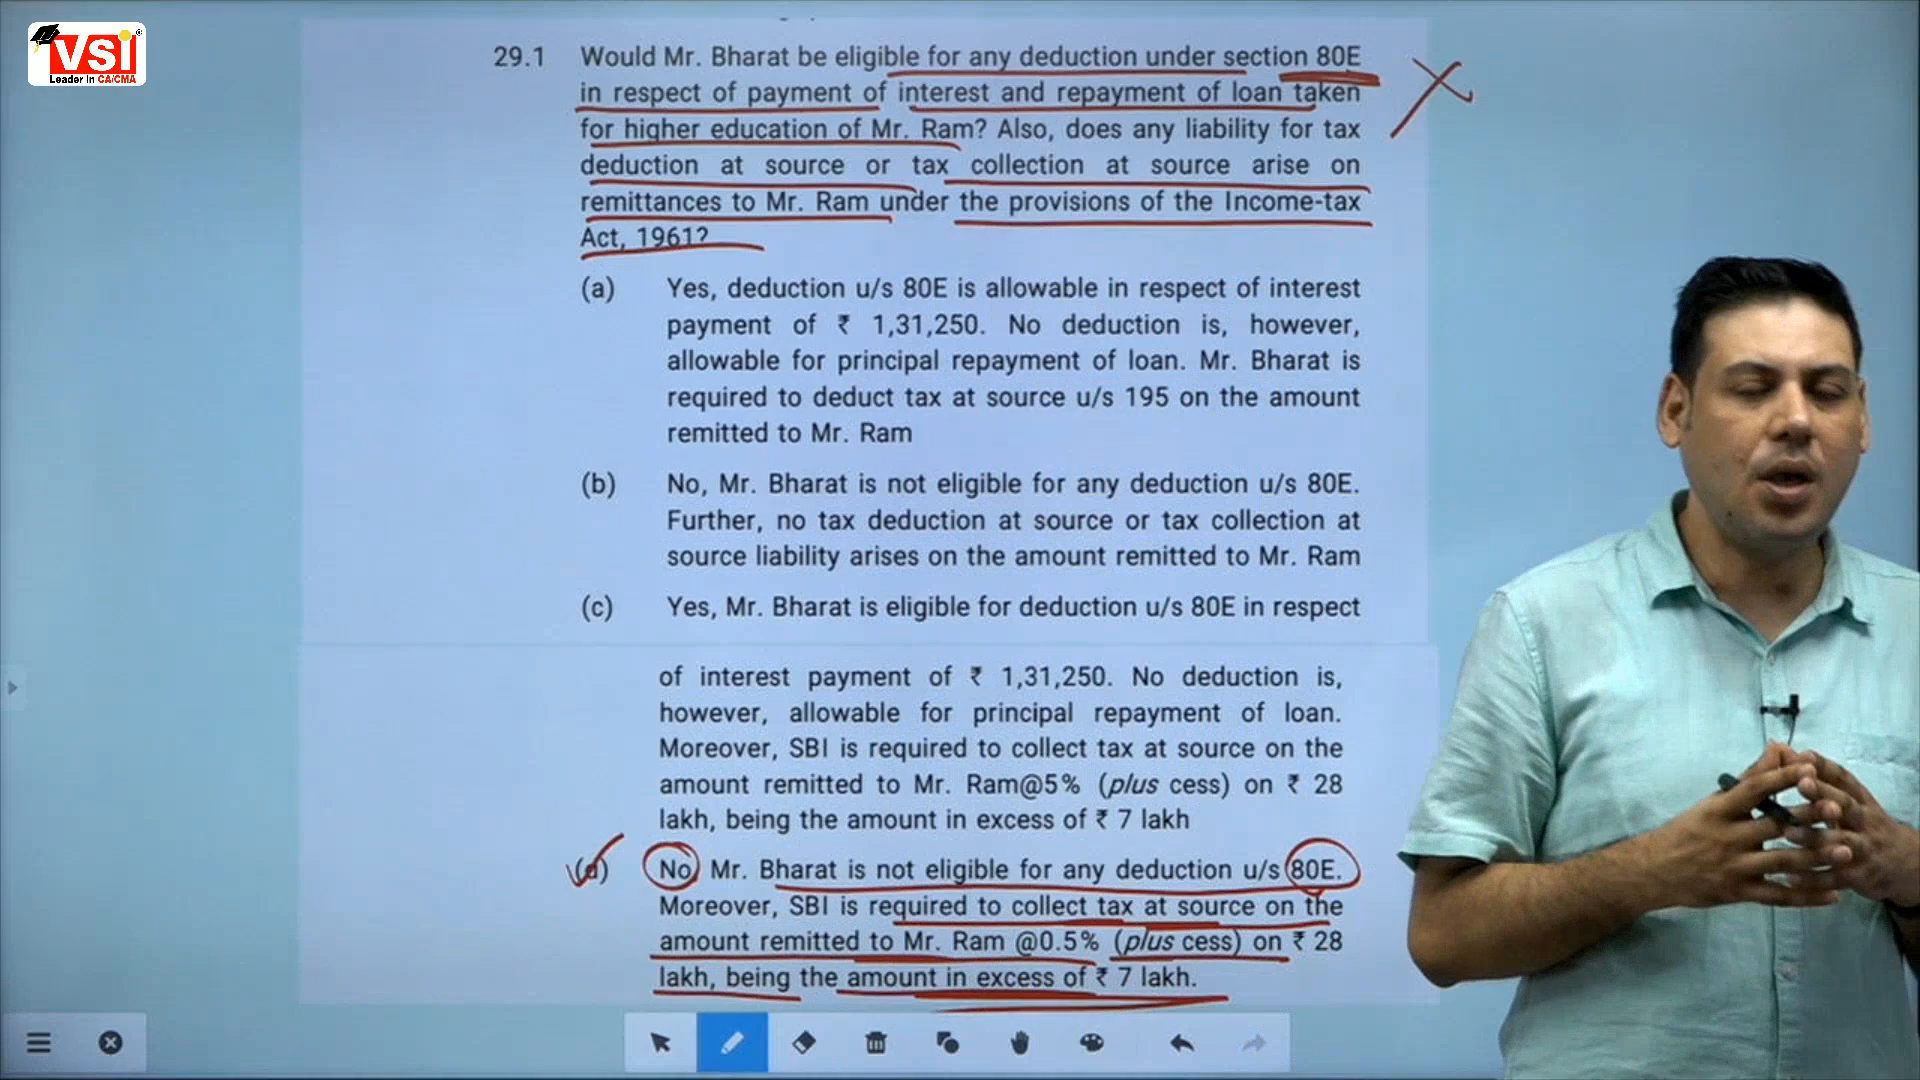 VSI
Leader in CA/CMA
29.1 Would Mr. Bharat be eligible for any deduction under section 80E
in respect of payment of interest and repayment of loan taken
for higher education of Mr. Ram? Also, does any liability for tax
deduction at source or tax collection at source arise on
remittances to Mr. Ram under the provisions of the Income-tax
Act, 1961?
(a) Yes, deduction u/s 80E is allowable in respect of interest
payment of ₹ 1,31,250. No deduction is, however,
allowable for principal repayment of loan. Mr. Bharat is
required to deduct tax at source u/s 195 on the amount
remitted to Mr. Ram
(b) No, Mr. Bharat is not eligible for any deduction u/s 80E.
Further, no tax deduction at source or tax collection at
source liability arises on the amount remitted to Mr. Ram
(c) Yes, Mr. Bharat is eligible for deduction u/s 80E in respect
of interest payment of ₹ 1,31,250. No deduction is,
however, allowable for principal repayment of loan.
Moreover, SBI is required to collect tax at source on the
amount remitted to Mr. Ram@5% (plus cess) on ₹ 28
lakh, being the amount in excess of ₹ 7 lakh
(d) No, Mr. Bharat is not eligible for any deduction u/s 80E.
Moreover, SBI is required to collect tax at source on the
amount remitted to Mr. Ram @0.5% (plus cess) on ₹ 28
lakh, being the amount in excess of ₹ 7 lakh.